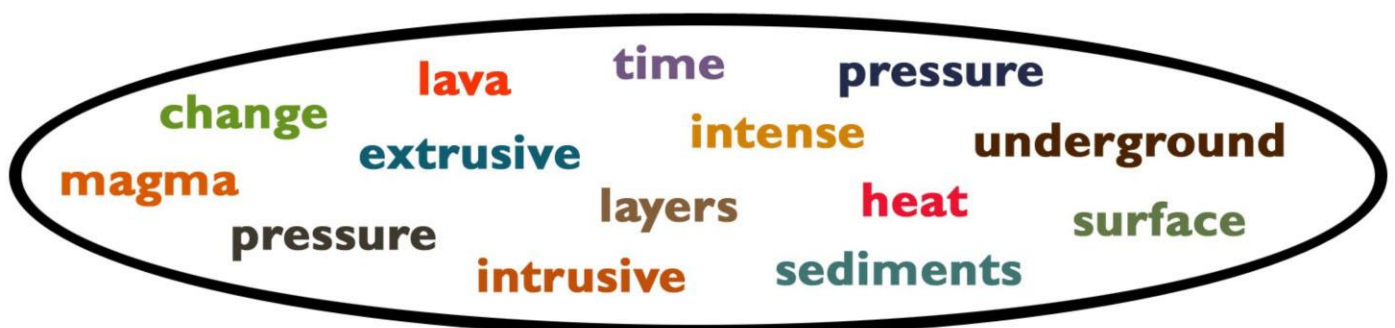 lava time pressure
change intense
extrusive underground
magma
layers heat surface
pressure
intrusive sediments